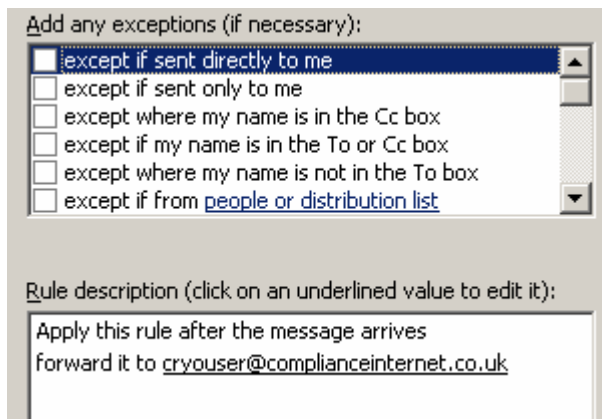 Add any exceptions (if necessary):
except if sent directly to me
except if sent only to me
except where my name is in the Cc box
except if my name is in the To or Cc box
except where my name is not in the To box
except if from people or distribution list
Rule description (click on an underlined value to edit it):
Apply this rule after the message arrives
forward it to cryouser@complianceinternet.co.uk